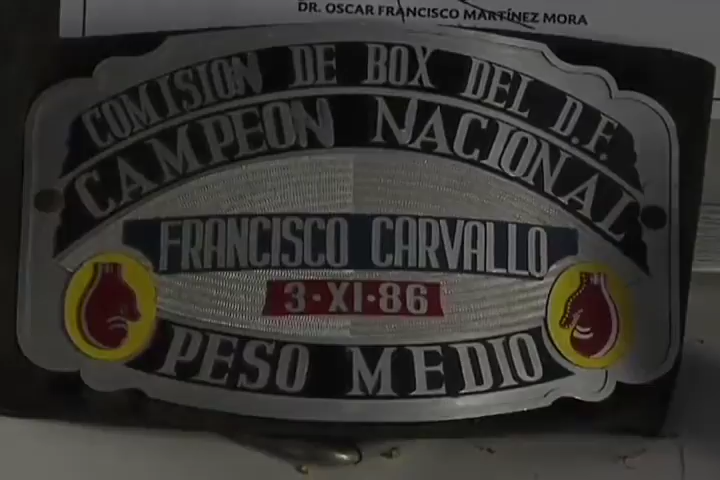 DR. OSCAR FRANCISCO MARTÍNEZ MORA
COMISION DE BOX DEL D.F.
CAMPEON NACIONAL
FRANCISCO CARVALLO
3·XI·86
PESO MEDIO